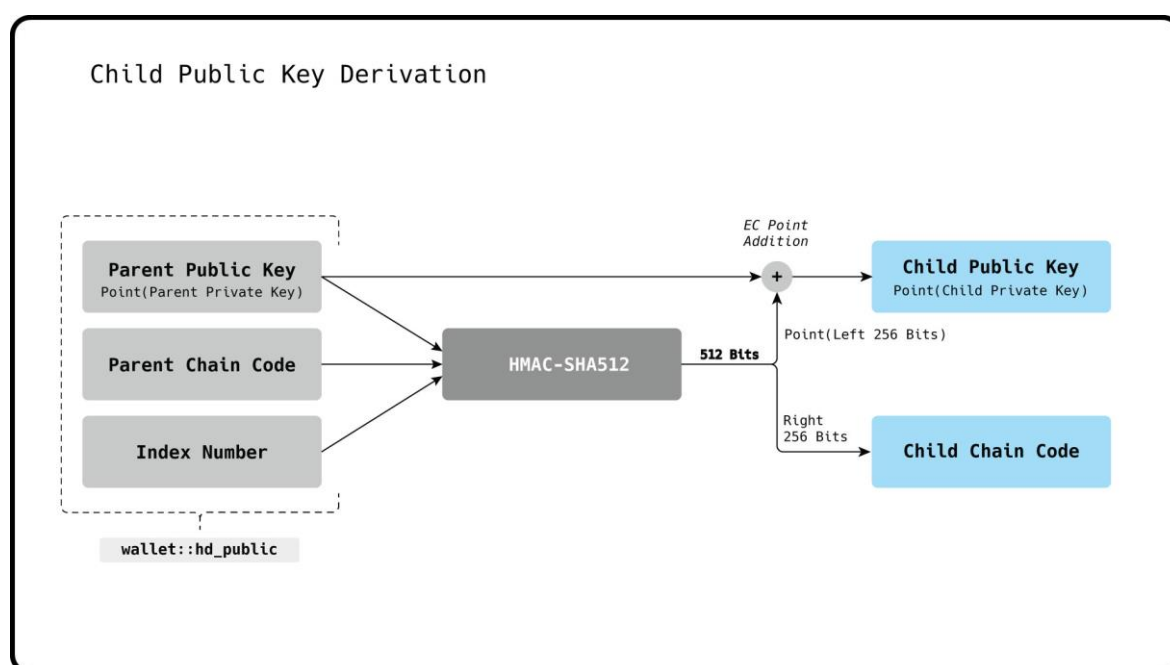 Child Public Key Derivation
EC Point
Addition
Parent Public Key
Point(Parent Private Key)
+
Child Public Key
Point(Child Private Key)
Point(Left 256 Bits)
Parent Chain Code
HMAC-SHA512
512 Bits
Right
256 Bits
Index Number
Child Chain Code
wallet::hd_public